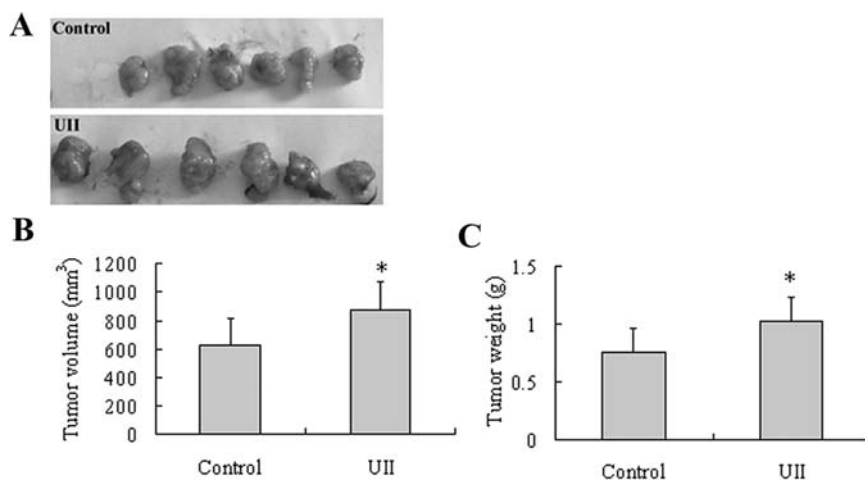 A
Control
UII
B
Tumor volume (mm³)
1200
1000
800
600
400
200
0
*
Control
UII
C
Tumor weight (g)
1.5
1
0.5
0
*
Control
UII